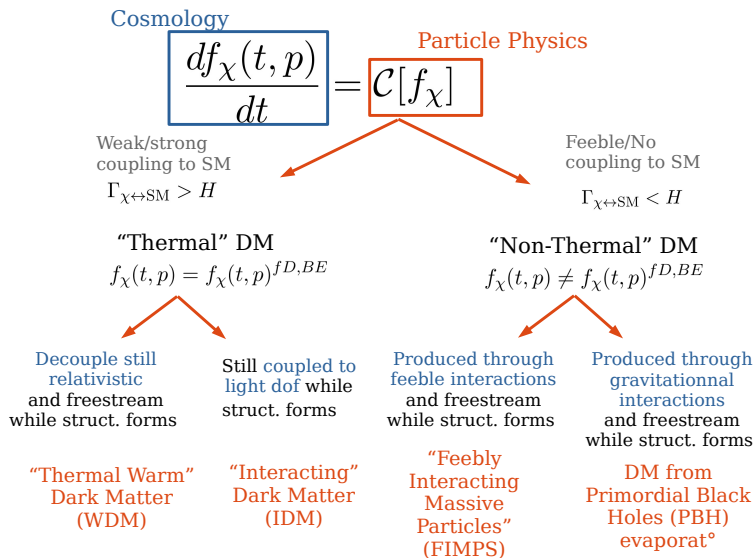 Cosmology
Particle Physics
df_χ(t, p)/dt = 𝒞[f_χ]
Weak/strong
coupling to SM
Γ_{χ↔SM} > H
Feeble/No
coupling to SM
Γ_{χ↔SM} < H
“Thermal” DM
f_χ(t, p) = f_χ(t, p)^{fD,BE}
“Non-Thermal” DM
f_χ(t, p) ≠ f_χ(t, p)^{fD,BE}
Decouple still
relativistic
and freestream
while struct. forms
Still coupled to
light dof while
struct. forms
Produced through
feeble interactions
and freestream
while struct. forms
Produced through
gravitationnal
interactions
and freestream
while struct. forms
“Thermal Warm”
Dark Matter
(WDM)
“Interacting”
Dark Matter
(IDM)
“Feebly
Interacting
Massive
Particles”
(FIMPS)
DM from
Primordial Black
Holes (PBH)
evaporat°